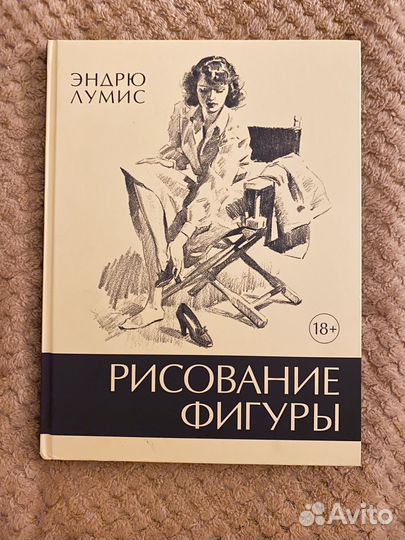 ЭНДРЮ
ЛУМИС
18+
РИСОВАНИЕ
ФИГУРЫ
Avito